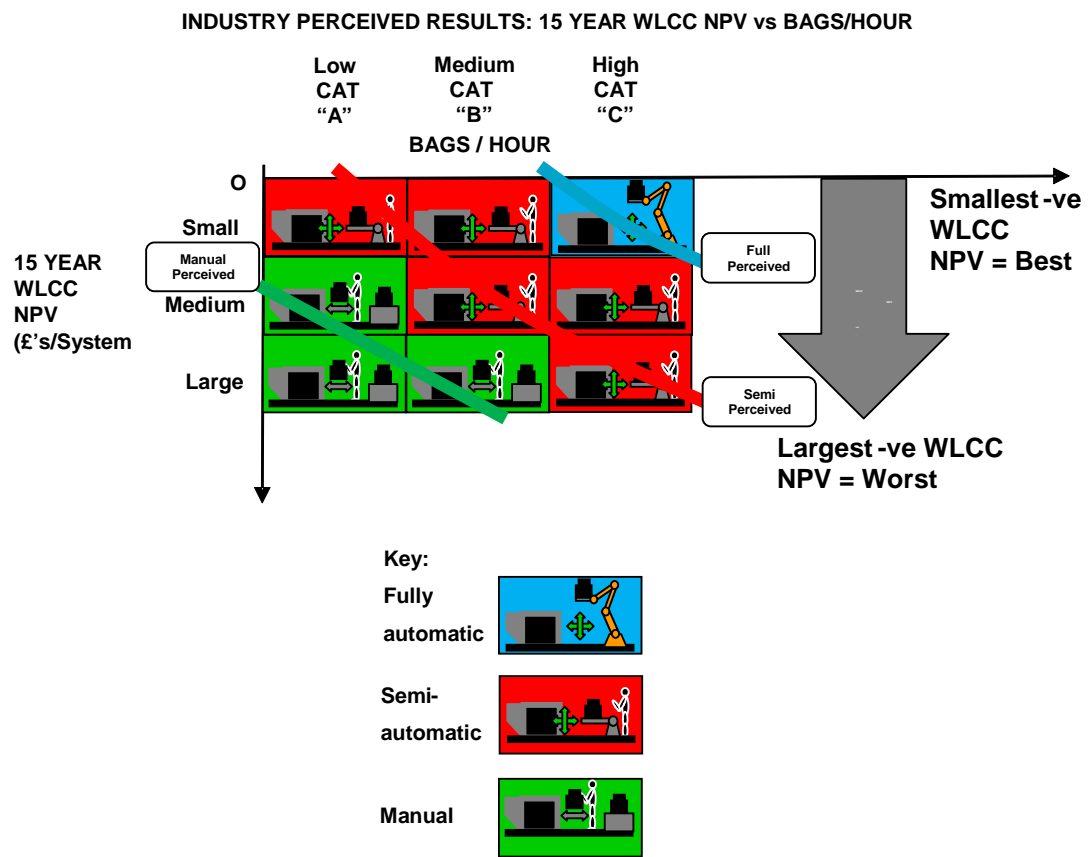 INDUSTRY PERCEIVED RESULTS: 15 YEAR WLCC NPV vs BAGS/HOUR
Low
CAT
“A”
Medium
CAT
“B”
High
CAT
“C”
BAGS / HOUR
O
Small
Manual
Perceived
Medium
Large
15 YEAR
WLCC
NPV
(£'s/System
Full
Perceived
Semi
Perceived
Smallest -ve
WLCC
NPV = Best
Largest -ve WLCC
NPV = Worst
Key:
Fully
automatic
Semi-
automatic
Manual